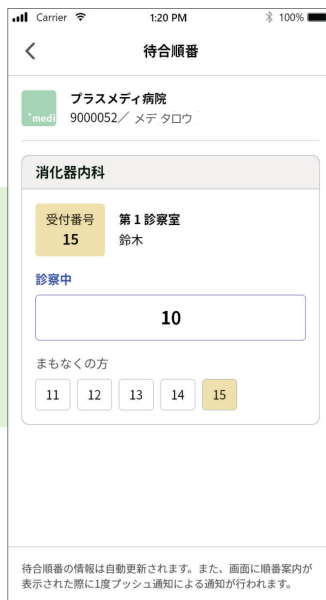 Carrier 1:20 PM 100%
待合順番
+medi
プラスメディ病院
9000052／ メデ タロウ
消化器内科
受付番号 第1診察室
15 鈴木
診察中
10
まもなくの方
11 12 13 14 15
待合順番の情報は自動更新されます。また、画面に順番案内が
表示された際に1度プッシュ通知による通知が行われます。